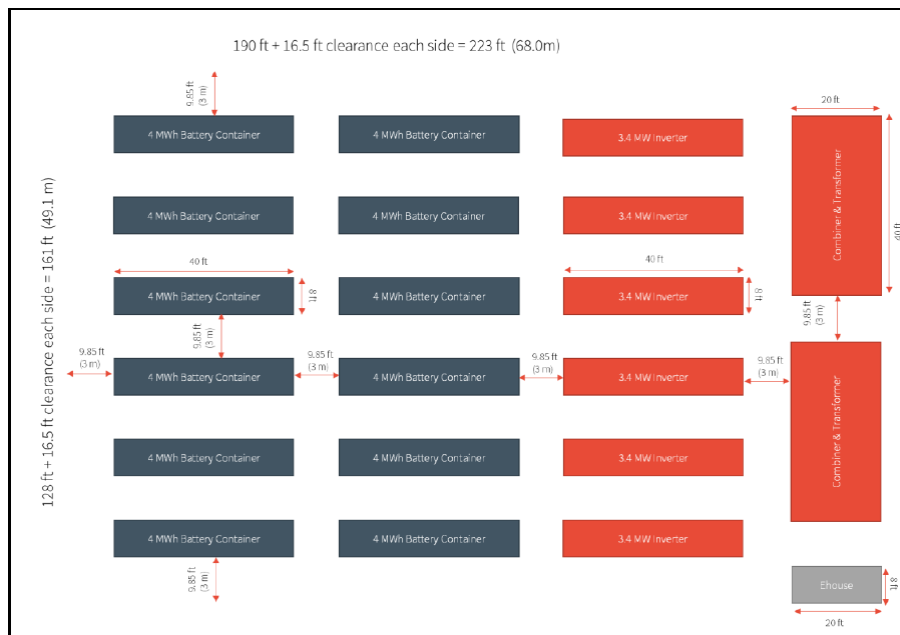 190 ft + 16.5 ft clearance each side = 223 ft (68.0m)
128 ft + 16.5 ft clearance each side = 161 ft (49.1 m)
9.85 ft
(3 m)
20 ft
4 MWh Battery Container
4 MWh Battery Container
3.4 MW Inverter
Combiner & Transformer
40 ft
4 MWh Battery Container
4 MWh Battery Container
3.4 MW Inverter
40 ft
40 ft
4 MWh Battery Container
8 ft
4 MWh Battery Container
3.4 MW Inverter
8 ft
9.85 ft
(3 m)
9.85 ft
(3 m)
9.85 ft
(3 m)
4 MWh Battery Container
9.85 ft
(3 m)
4 MWh Battery Container
9.85 ft
(3 m)
3.4 MW Inverter
9.85 ft
(3 m)
Combiner & Transformer
4 MWh Battery Container
4 MWh Battery Container
3.4 MW Inverter
4 MWh Battery Container
4 MWh Battery Container
3.4 MW Inverter
9.85 ft
(3 m)
Ehouse
8 ft
20 ft